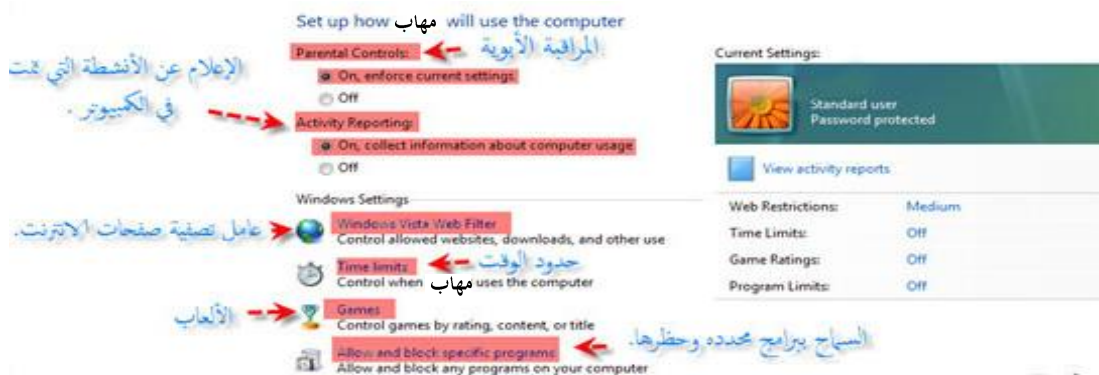 Set up how مهاب will use the computer
Parental Controls:
المراقبة الأبوية
On, enforce current settings
Off
الإعلام عن الأنشطة التي تمت
في الكمبيوتر .
Activity Reporting:
On, collect information about computer usage
Off
Windows Settings
Windows Vista Web Filter
Control allowed websites, downloads, and other use
عامل تصفية صفحات الانترنت.
Time limits
حدود الوقت
Control when مهاب uses the computer
Games
الألعاب
Control games by rating, content, or title
Allow and block specific programs
السماح ببرامج محدده وحظرها.
Allow and block any programs on your computer
Current Settings:
Standard user
Password protected
View activity reports
Web Restrictions: Medium
Time Limits: Off
Game Ratings: Off
Program Limits: Off